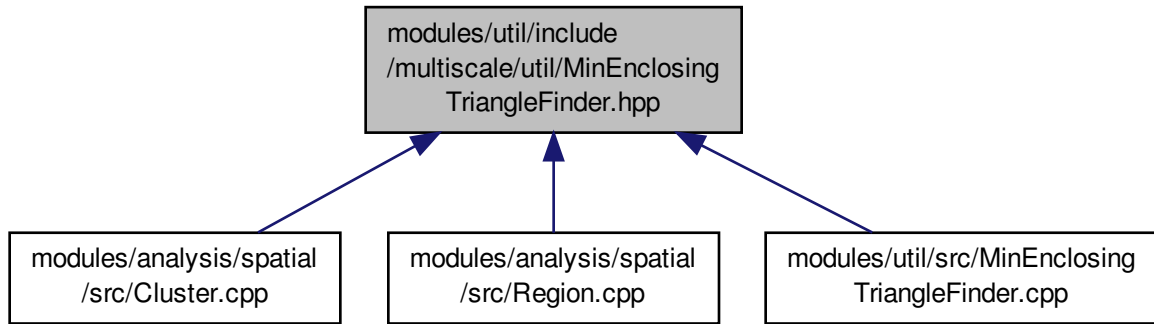 modules/util/include
/multiscale/util/MinEnclosing
TriangleFinder.hpp
modules/analysis/spatial
/src/Cluster.cpp
modules/analysis/spatial
/src/Region.cpp
modules/util/src/MinEnclosing
TriangleFinder.cpp